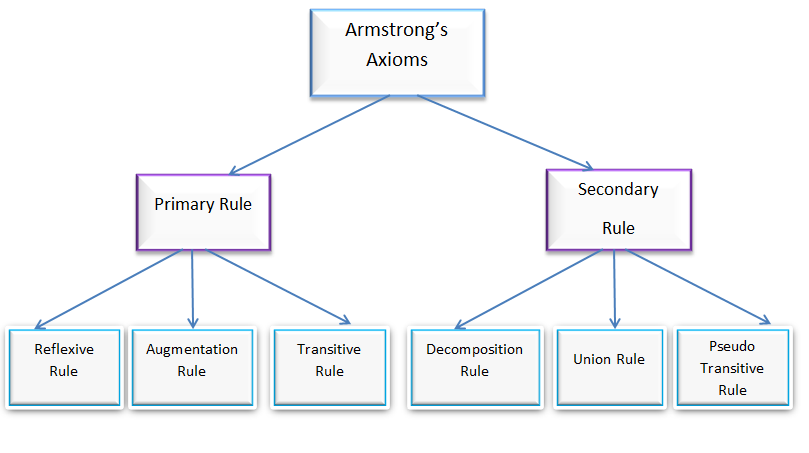 Armstrong's
Axioms
Primary Rule
Secondary
Rule
Reflexive
Rule
Augmentation
Rule
Transitive
Rule
Decomposition
Rule
Union Rule
Pseudo
Transitive
Rule